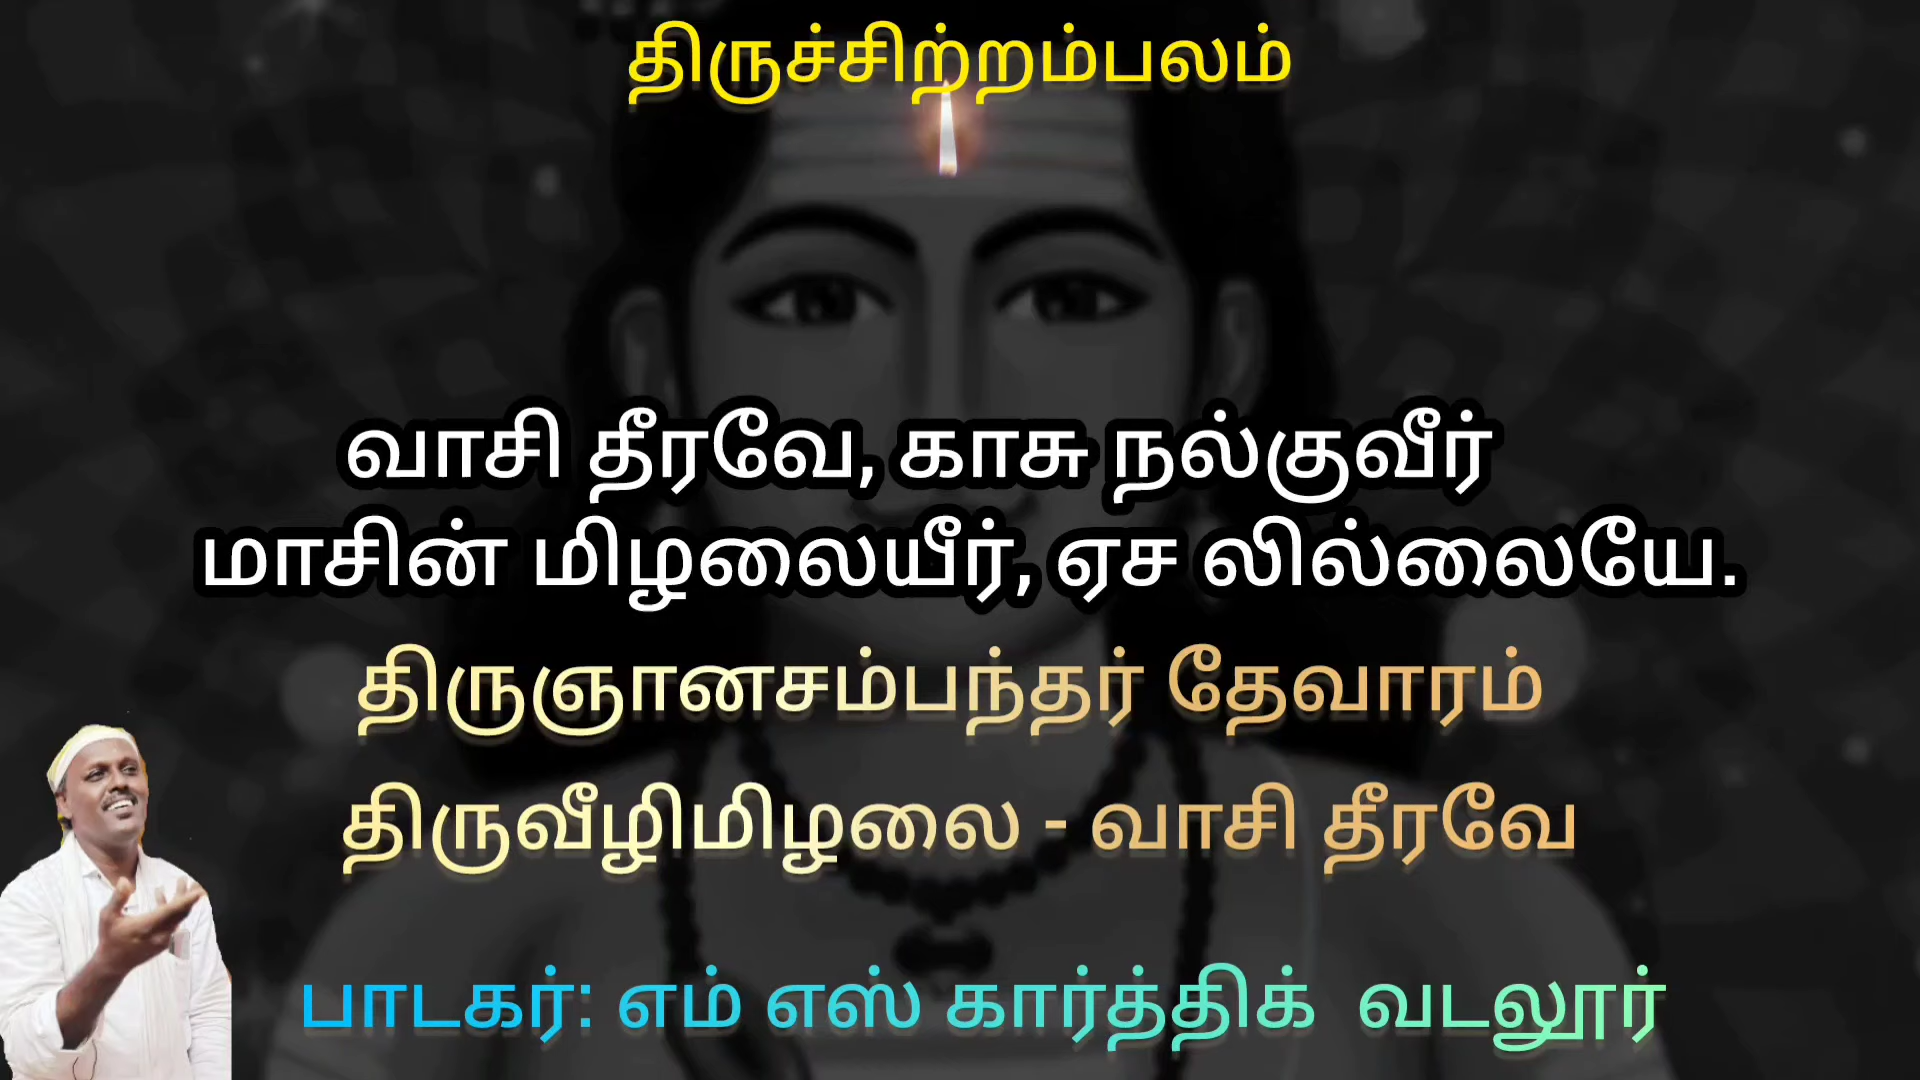 திருச்சிற்றம்பலம்
வாசி தீரவே, காசு நல்குவீர்
மாசின் மிழலையீர், ஏச லில்லையே.
திருஞானசம்பந்தர் தேவாரம்
திருவீழிமிழலை - வாசி தீரவே
பாடகர்: எம் எஸ் கார்த்திக் வடலூர்